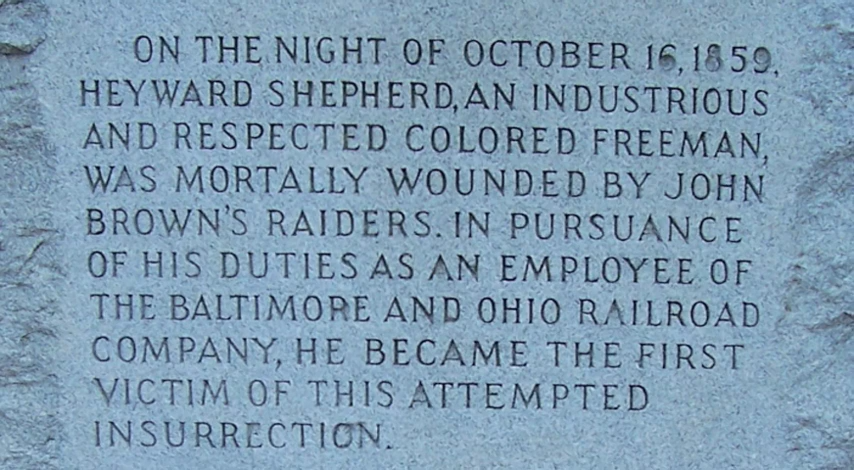 ON THE NIGHT OF OCTOBER 16, 1859,
HEYWARD SHEPHERD, AN INDUSTRIOUS
AND RESPECTED COLORED FREEMAN,
WAS MORTALLY WOUNDED BY JOHN
BROWN'S RAIDERS. IN PURSUANCE
OF HIS DUTIES AS AN EMPLOYEE OF
THE BALTIMORE AND OHIO RAILROAD
COMPANY, HE BECAME THE FIRST
VICTIM OF THIS ATTEMPTED
INSURRECTION.